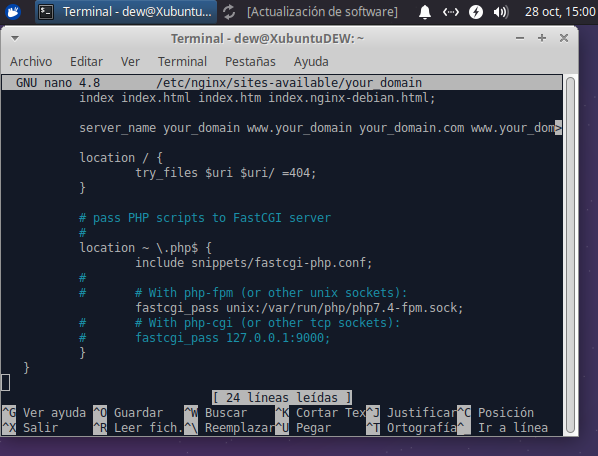 Terminal - dew@Xubuntu... [Actualización de software] 28 oct, 15:00
Terminal - dew@XubuntuDEW: ~
Archivo Editar Ver Terminal Pestañas Ayuda
GNU nano 4.8 /etc/nginx/sites-available/your_domain
index index.html index.htm index.nginx-debian.html;
server_name your_domain www.your_domain your_domain.com www.your_dom>
location / {
try_files $uri $uri/ =404;
}
# pass PHP scripts to FastCGI server
#
location ~ \.php$ {
include snippets/fastcgi-php.conf;
#
# # With php-fpm (or other unix sockets):
fastcgi_pass unix:/var/run/php/php7.4-fpm.sock;
# # With php-cgi (or other tcp sockets):
# fastcgi_pass 127.0.0.1:9000;
}
}
[ 24 líneas leídas ]
^G Ver ayuda ^O Guardar ^W Buscar ^K Cortar Tex ^J Justificar ^C Posición
^X Salir ^R Leer fich. ^\ Reemplazar ^U Pegar ^T Ortografía ^_ Ir a línea